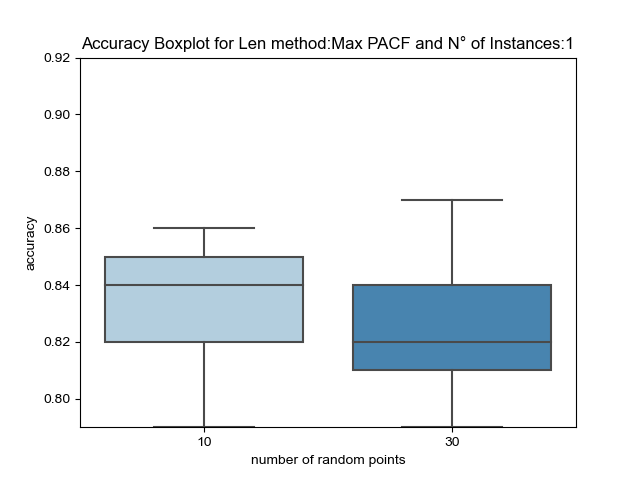 Accuracy Boxplot for Len method:Max PACF and N° of Instances:1
0.92
0.90
0.88
0.86
0.84
0.82
0.80
accuracy
10 30
number of random points